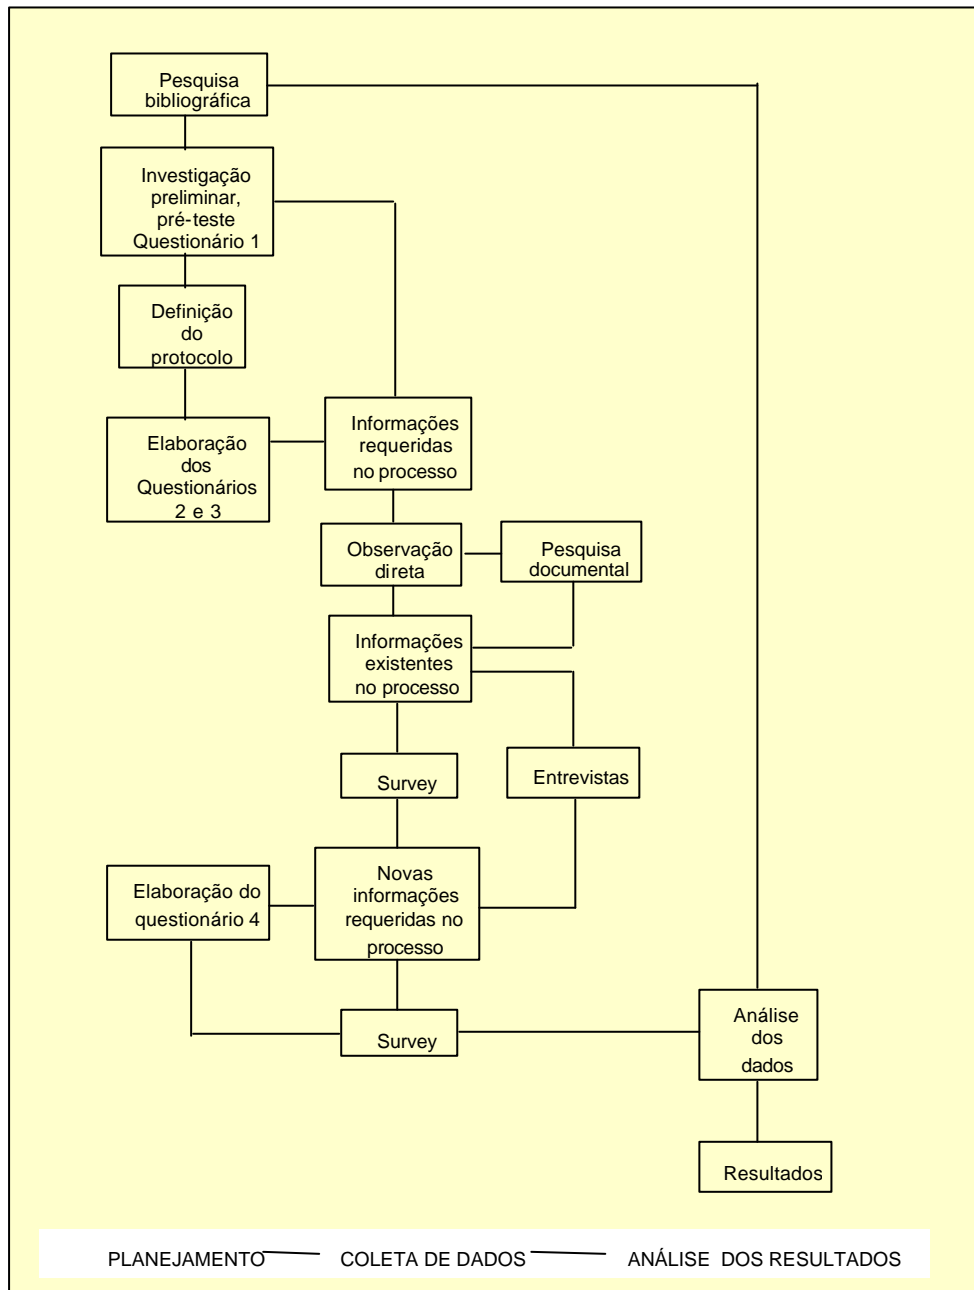 Pesquisa
bibliográfica
Investigação
preliminar,
pré-teste
Questionário 1
Definição
do
protocolo
Elaboração
dos
Questionários
2 e 3
Informações
requeridas
no processo
Observação
direta
Pesquisa
documental
Informações
existentes
no processo
Survey
Entrevistas
Elaboração do
questionário 4
Novas
informações
requeridas no
processo
Survey
Análise
dos
dados
Resultados
PLANEJAMENTO COLETA DE DADOS ANÁLISE DOS RESULTADOS